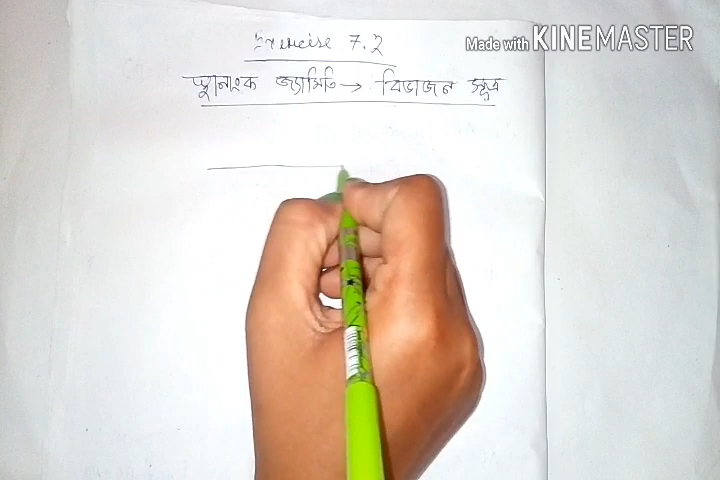 Exercise 7.2
Made with KINEMASTER
স্থানাংক জ্যামিতি → বিভাজন সূত্ৰ